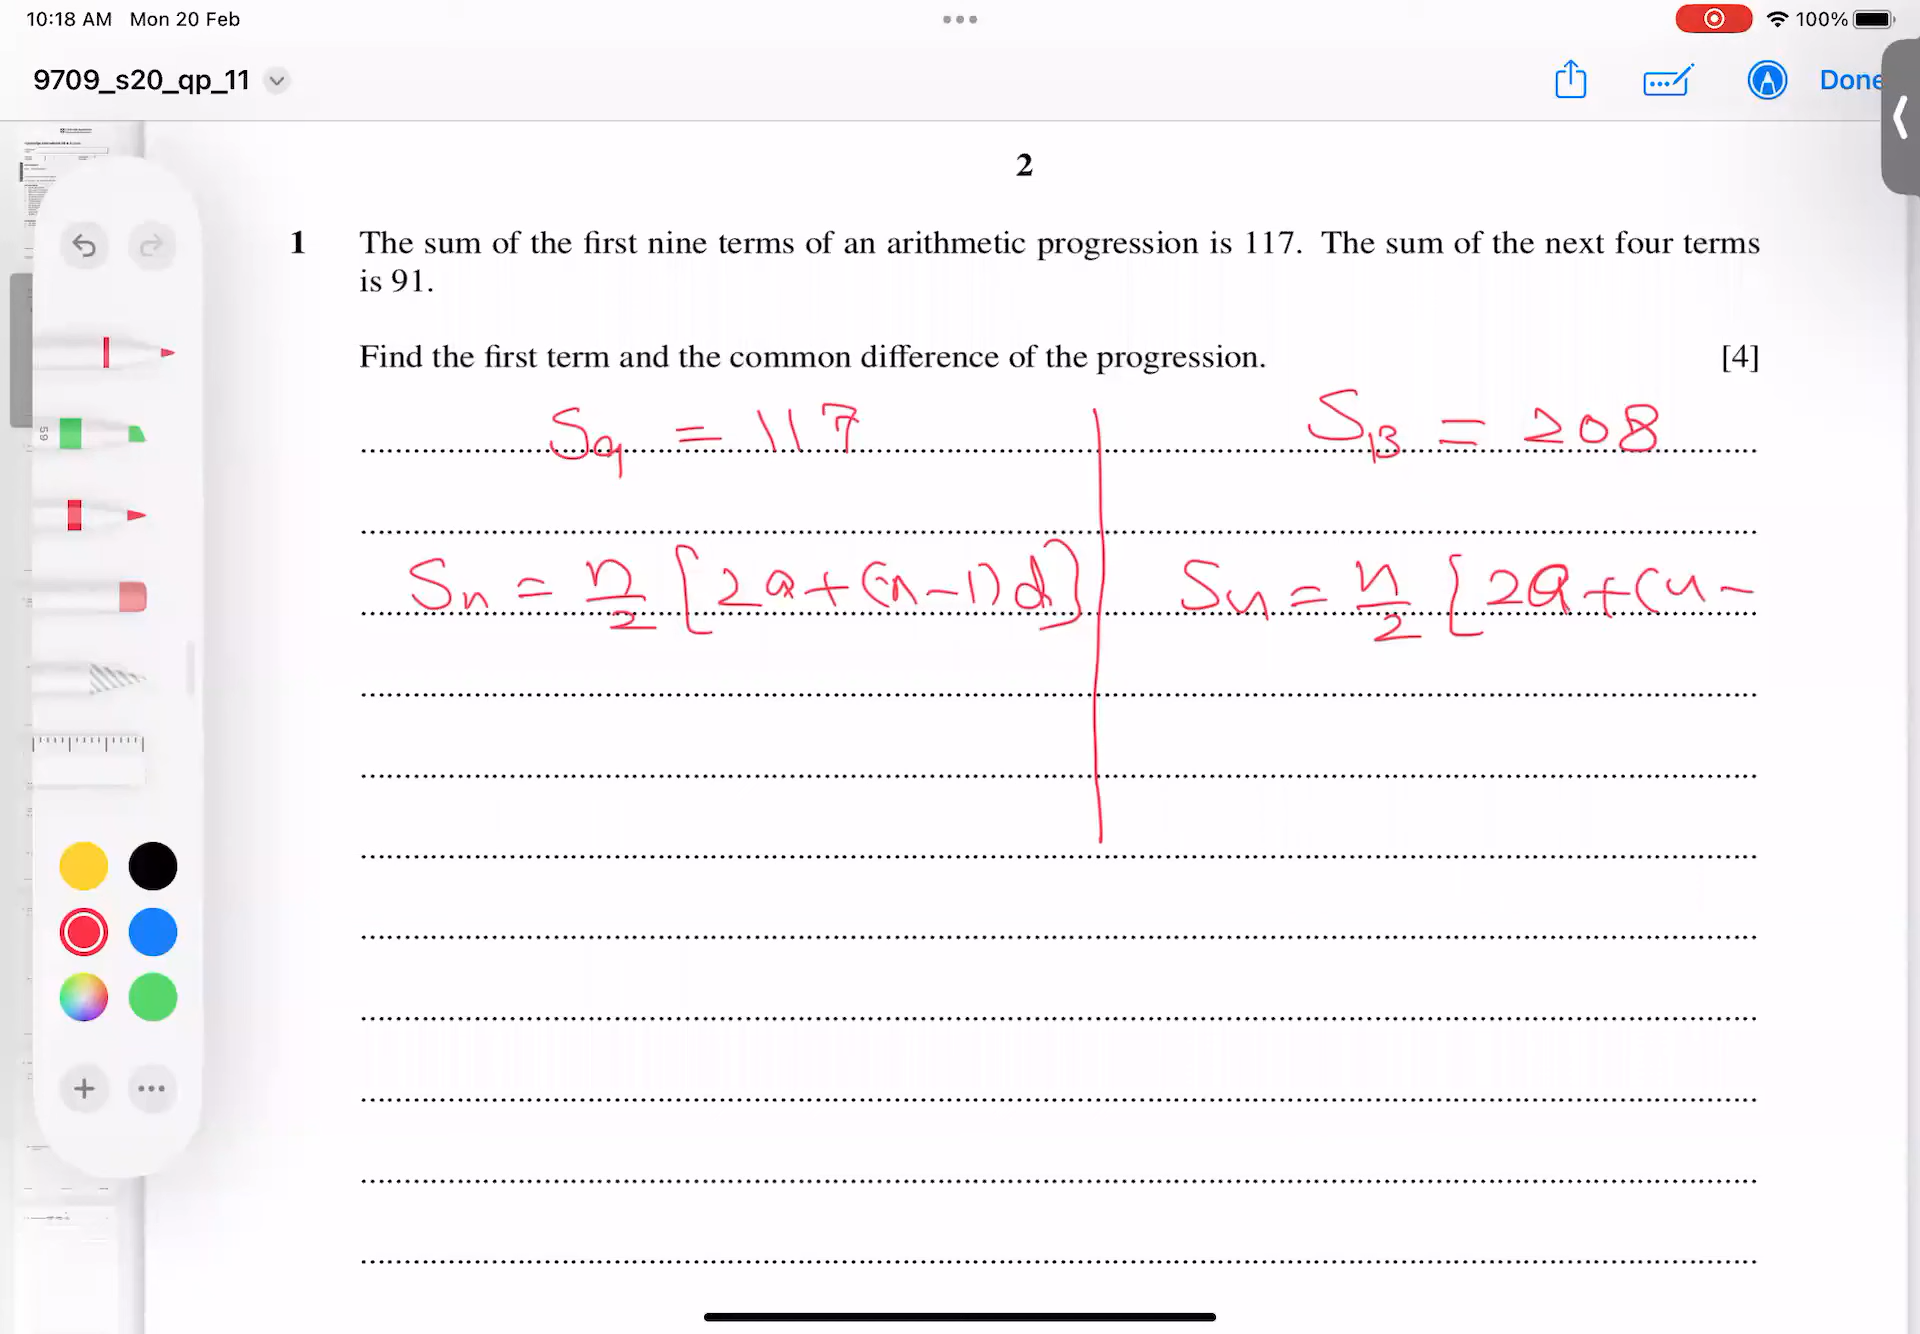 10:18 AM Mon 20 Feb
100%
9709_s20_qp_11
Done
2
1 The sum of the first nine terms of an arithmetic progression is 117. The sum of the next four terms
is 91.
Find the first term and the common difference of the progression. [4]
S9 = 117
S13 = 208
Sn = n/2 [2a+(n-1)d]
Sn = n/2 [2a+(n-
59